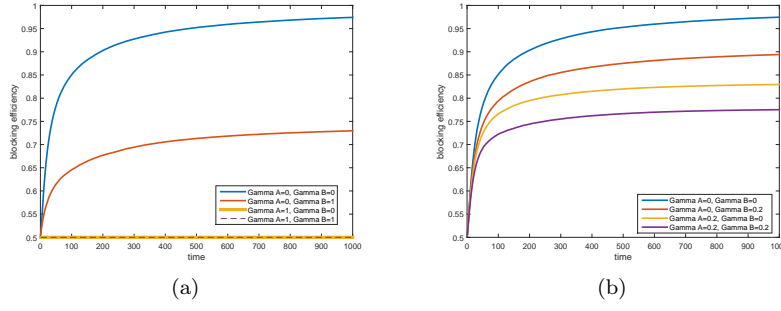 1
0.95
0.9
0.85
0.8
0.75
0.7
0.65
0.6
0.55
0.5
blocking efficiency
0 100 200 300 400 500 600 700 800 900 1000
time
Gamma A=0, Gamma B=0
Gamma A=0, Gamma B=1
Gamma A=1, Gamma B=0
Gamma A=1, Gamma B=1
(a)
1
0.95
0.9
0.85
0.8
0.75
0.7
0.65
0.6
0.55
0.5
blocking efficiency
0 100 200 300 400 500 600 700 800 900 100
time
Gamma A=0, Gamma B=0
Gamma A=0, Gamma B=0.2
Gamma A=0.2, Gamma B=0
Gamma A=0.2, Gamma B=0.2
(b)